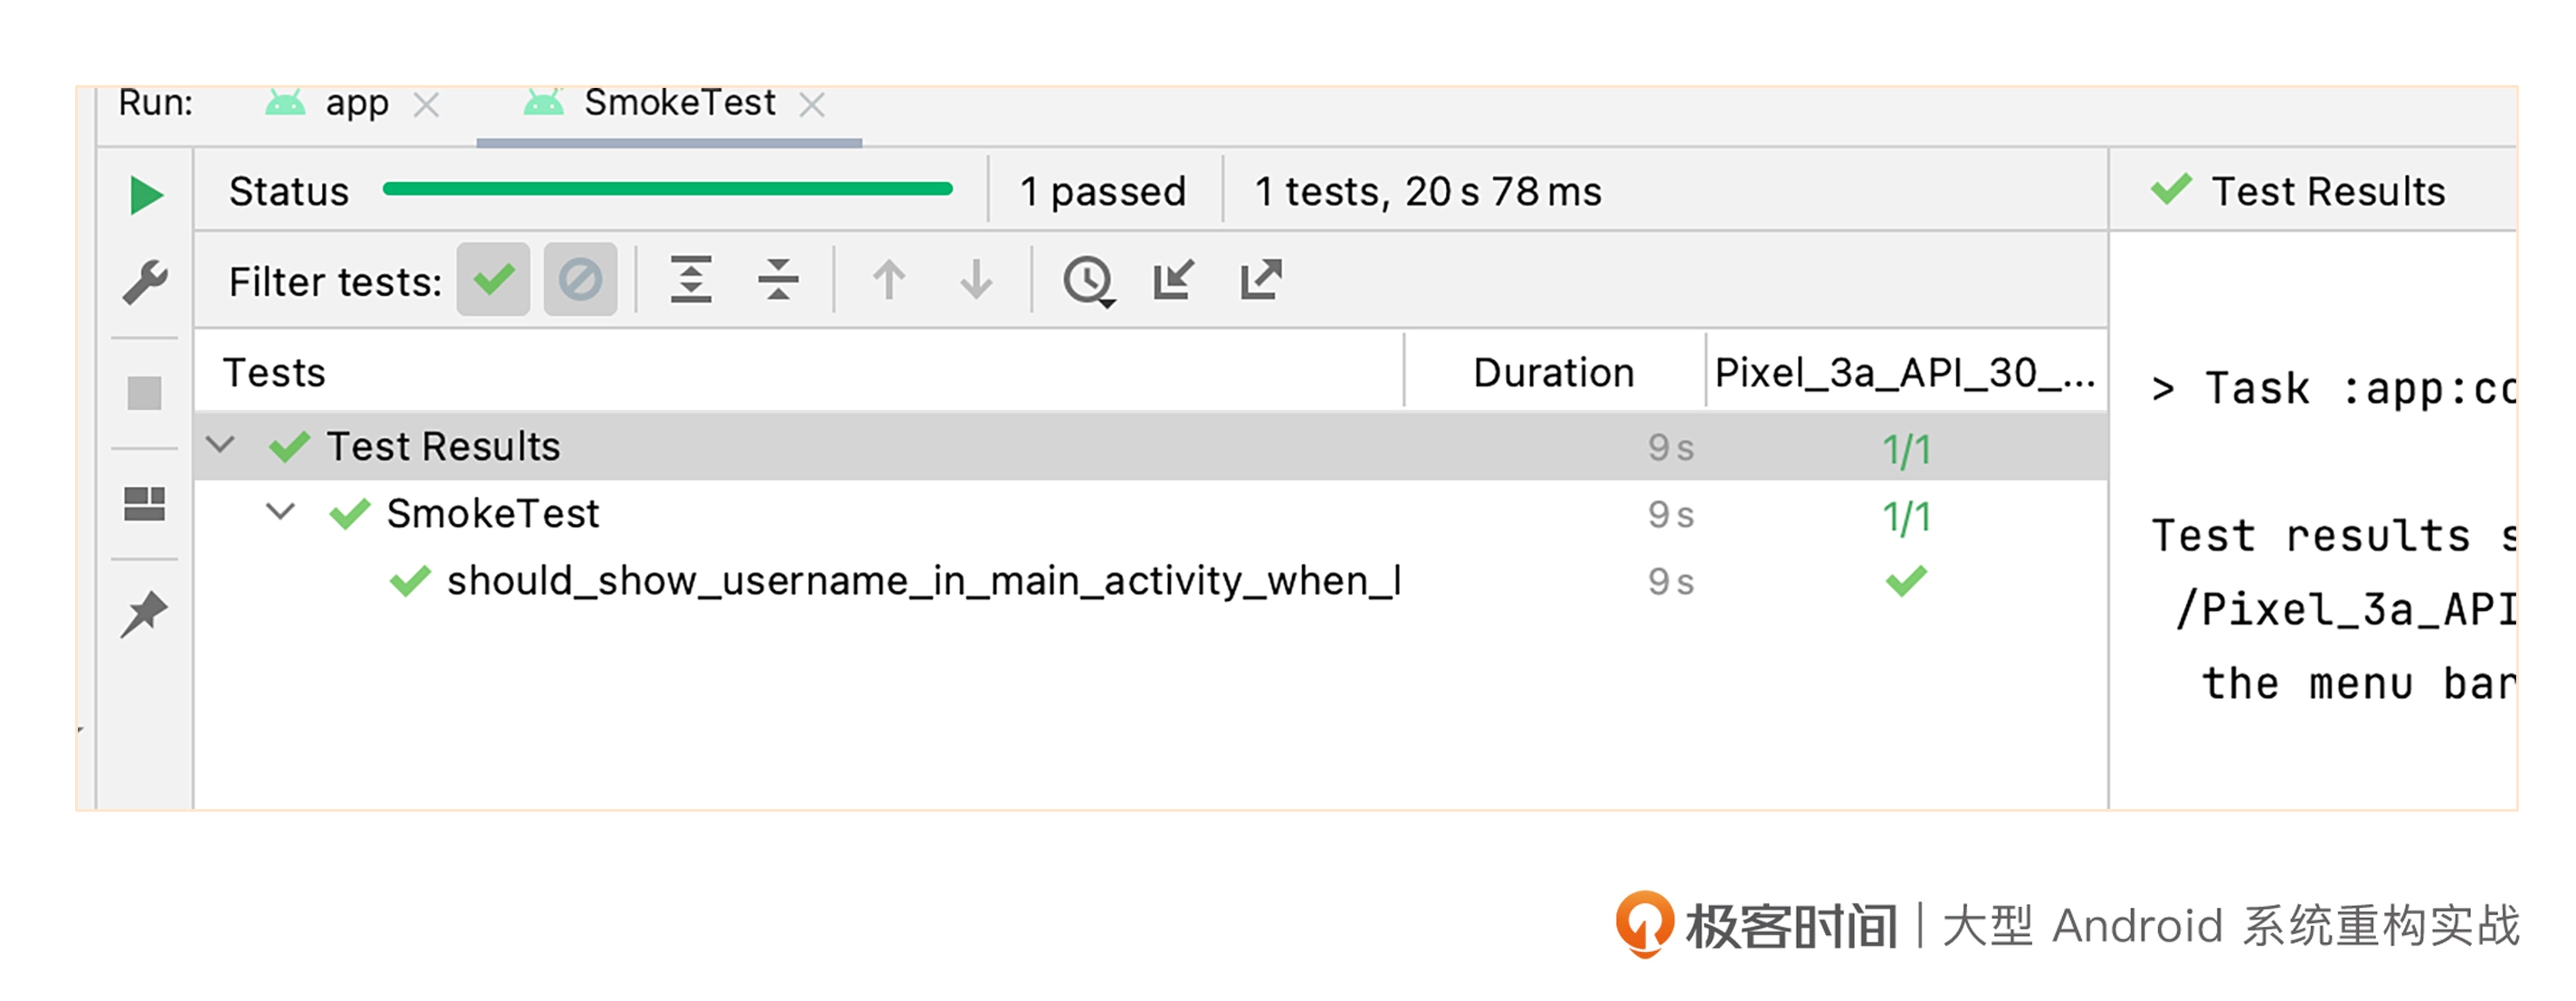 Run: app SmokeTest
Status 1 passed 1 tests, 20 s 78 ms
Test Results
Filter tests:
Tests Duration Pixel_3a_API_30_...
Test Results 9 s 1/1
SmokeTest 9 s 1/1
should_show_username_in_main_activity_when_l 9 s
> Task :app:co
Test results s
/Pixel_3a_API
the menu bar
极客时间 | 大型 Android 系统重构实战